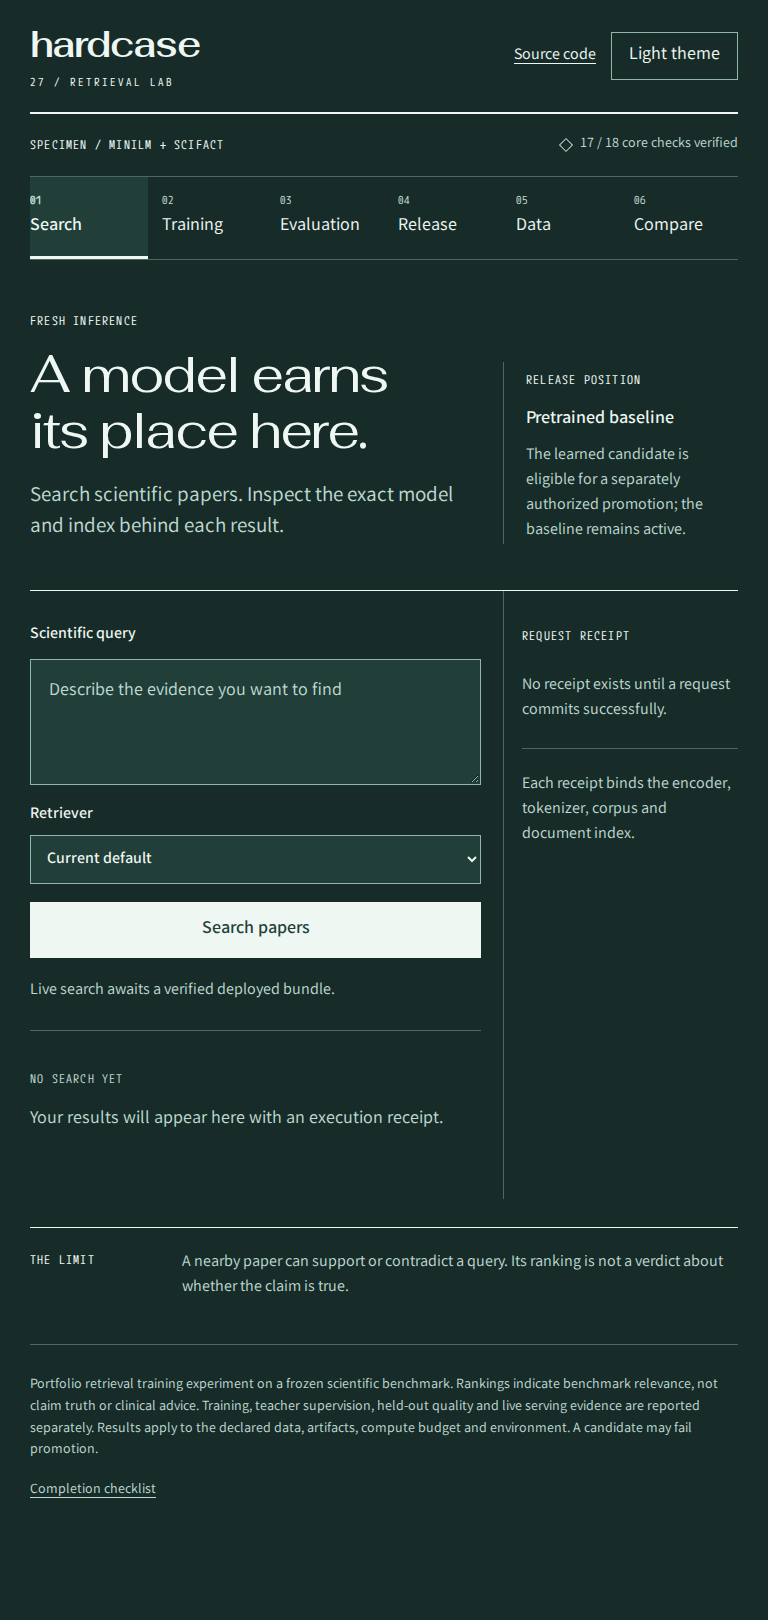 hardcase
27 / RETRIEVAL LAB
Source code
Light theme
SPECIMEN / MINILM + SCIFACT
17 / 18 core checks verified
01
Search
02
Training
03
Evaluation
04
Release
05
Data
06
Compare
FRESH INFERENCE
A model earns
its place here.
Search scientific papers. Inspect the exact model
and index behind each result.
RELEASE POSITION
Pretrained baseline
The learned candidate is
eligible for a separately
authorized promotion; the
baseline remains active.
Scientific query
Describe the evidence you want to find
Retriever
Current default
Search papers
Live search awaits a verified deployed bundle.
NO SEARCH YET
Your results will appear here with an execution receipt.
REQUEST RECEIPT
No receipt exists until a request
commits successfully.
Each receipt binds the encoder,
tokenizer, corpus and
document index.
THE LIMIT
A nearby paper can support or contradict a query. Its ranking is not a verdict about
whether the claim is true.
Portfolio retrieval training experiment on a frozen scientific benchmark. Rankings indicate benchmark relevance, not
claim truth or clinical advice. Training, teacher supervision, held-out quality and live serving evidence are reported
separately. Results apply to the declared data, artifacts, compute budget and environment. A candidate may fail
promotion.
Completion checklist